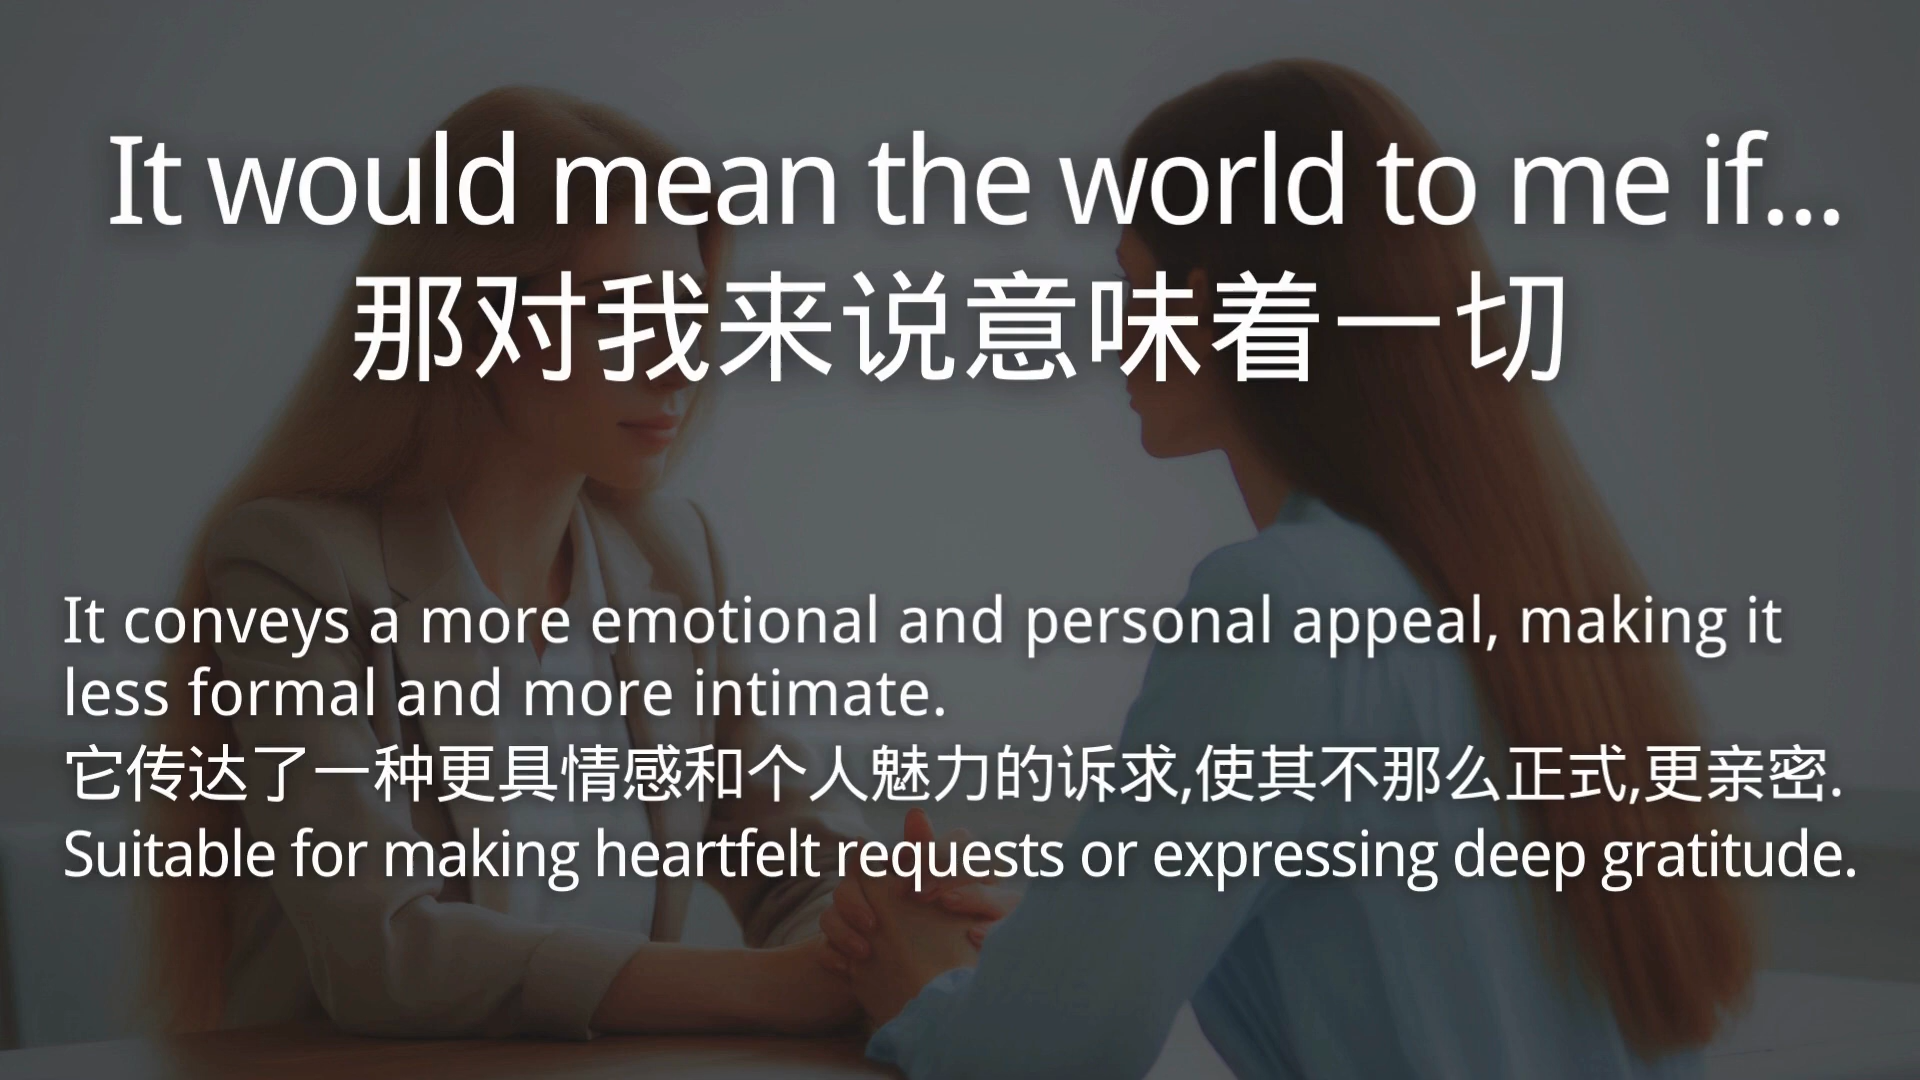 It would mean the world to me if...
那对我来说意味着一切
It conveys a more emotional and personal appeal, making it
less formal and more intimate.
它传达了一种更具情感和个人魅力的诉求,使其不那么正式,更亲密.
Suitable for making heartfelt requests or expressing deep gratitude.